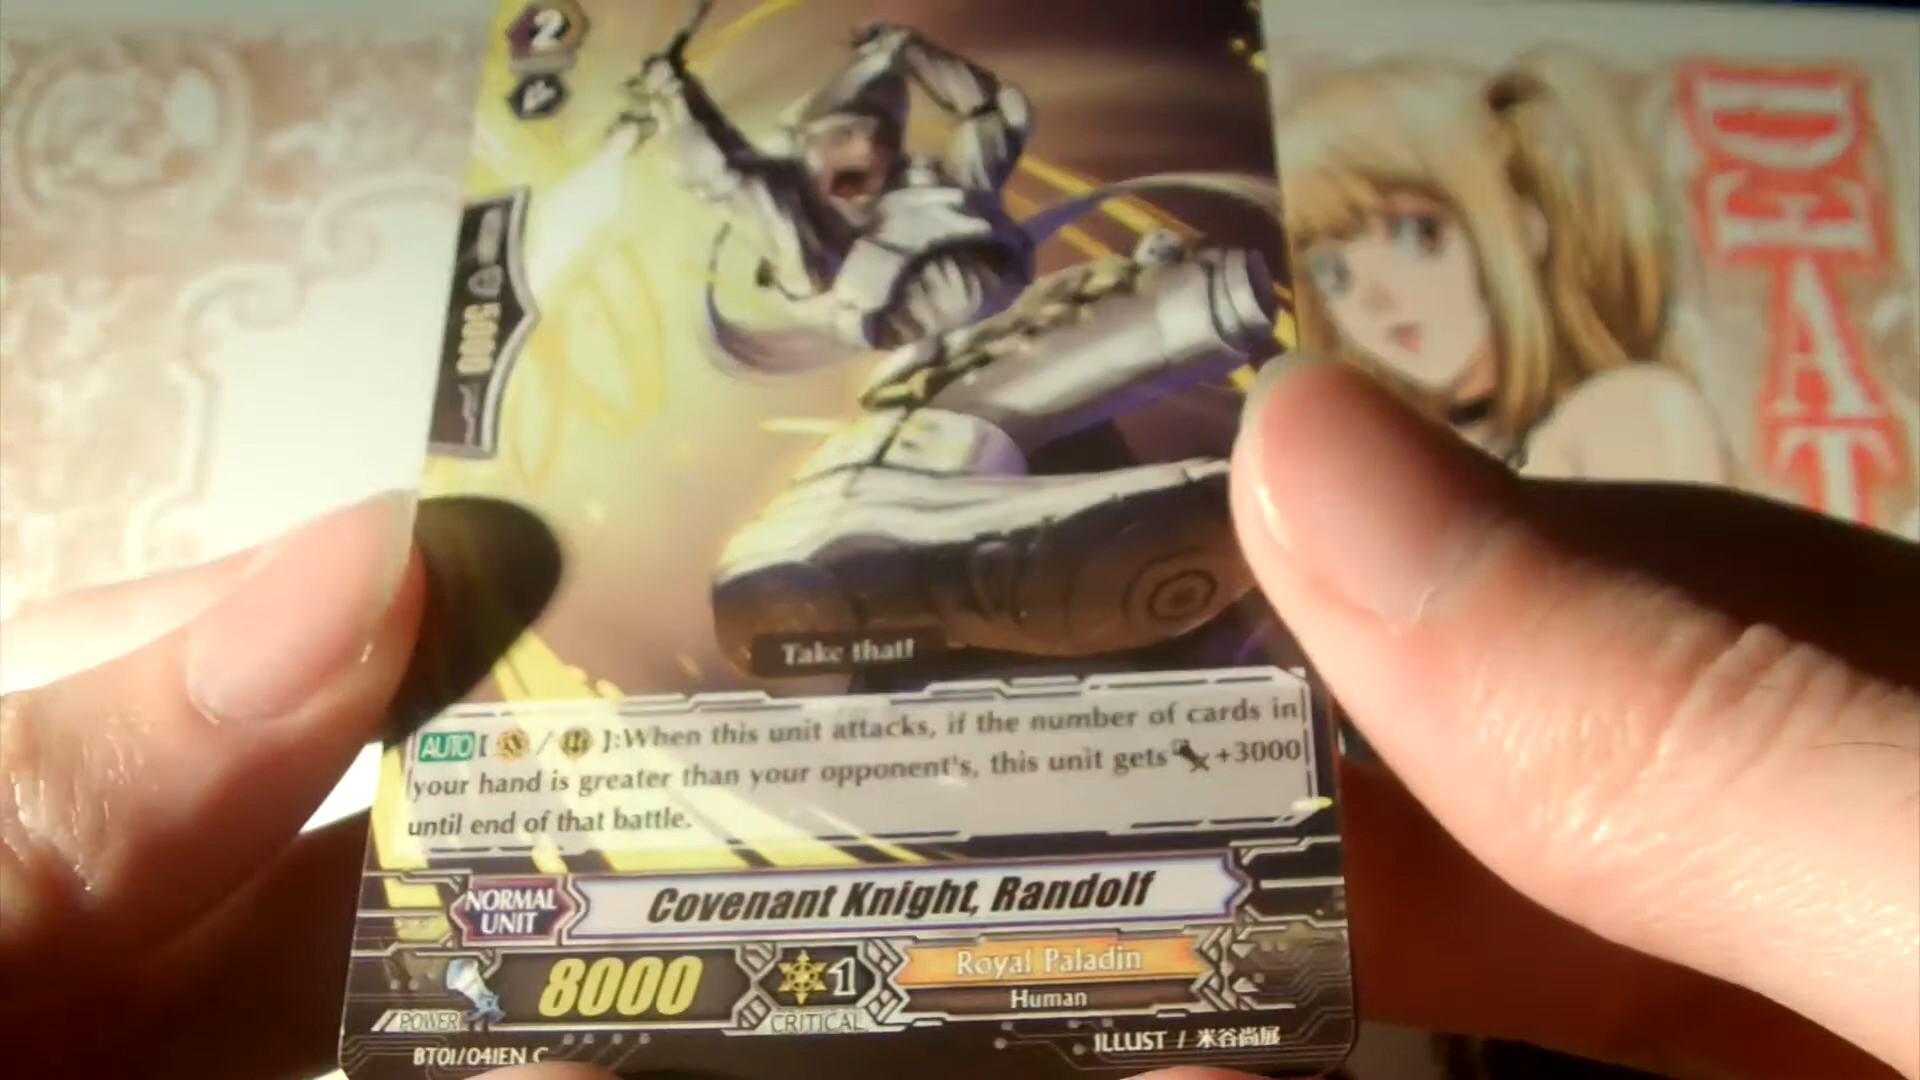 2
5000
DEAT
Take that!
AUTO [ / ]:When this unit attacks, if the number of cards in
your hand is greater than your opponent's, this unit gets +3000
until end of that battle.
NORMAL
UNIT
Covenant Knight, Randolf
POWER
8000
1
CRITICAL
Royal Paladin
Human
BT01/041EN C
ILLUST / 米谷尚展